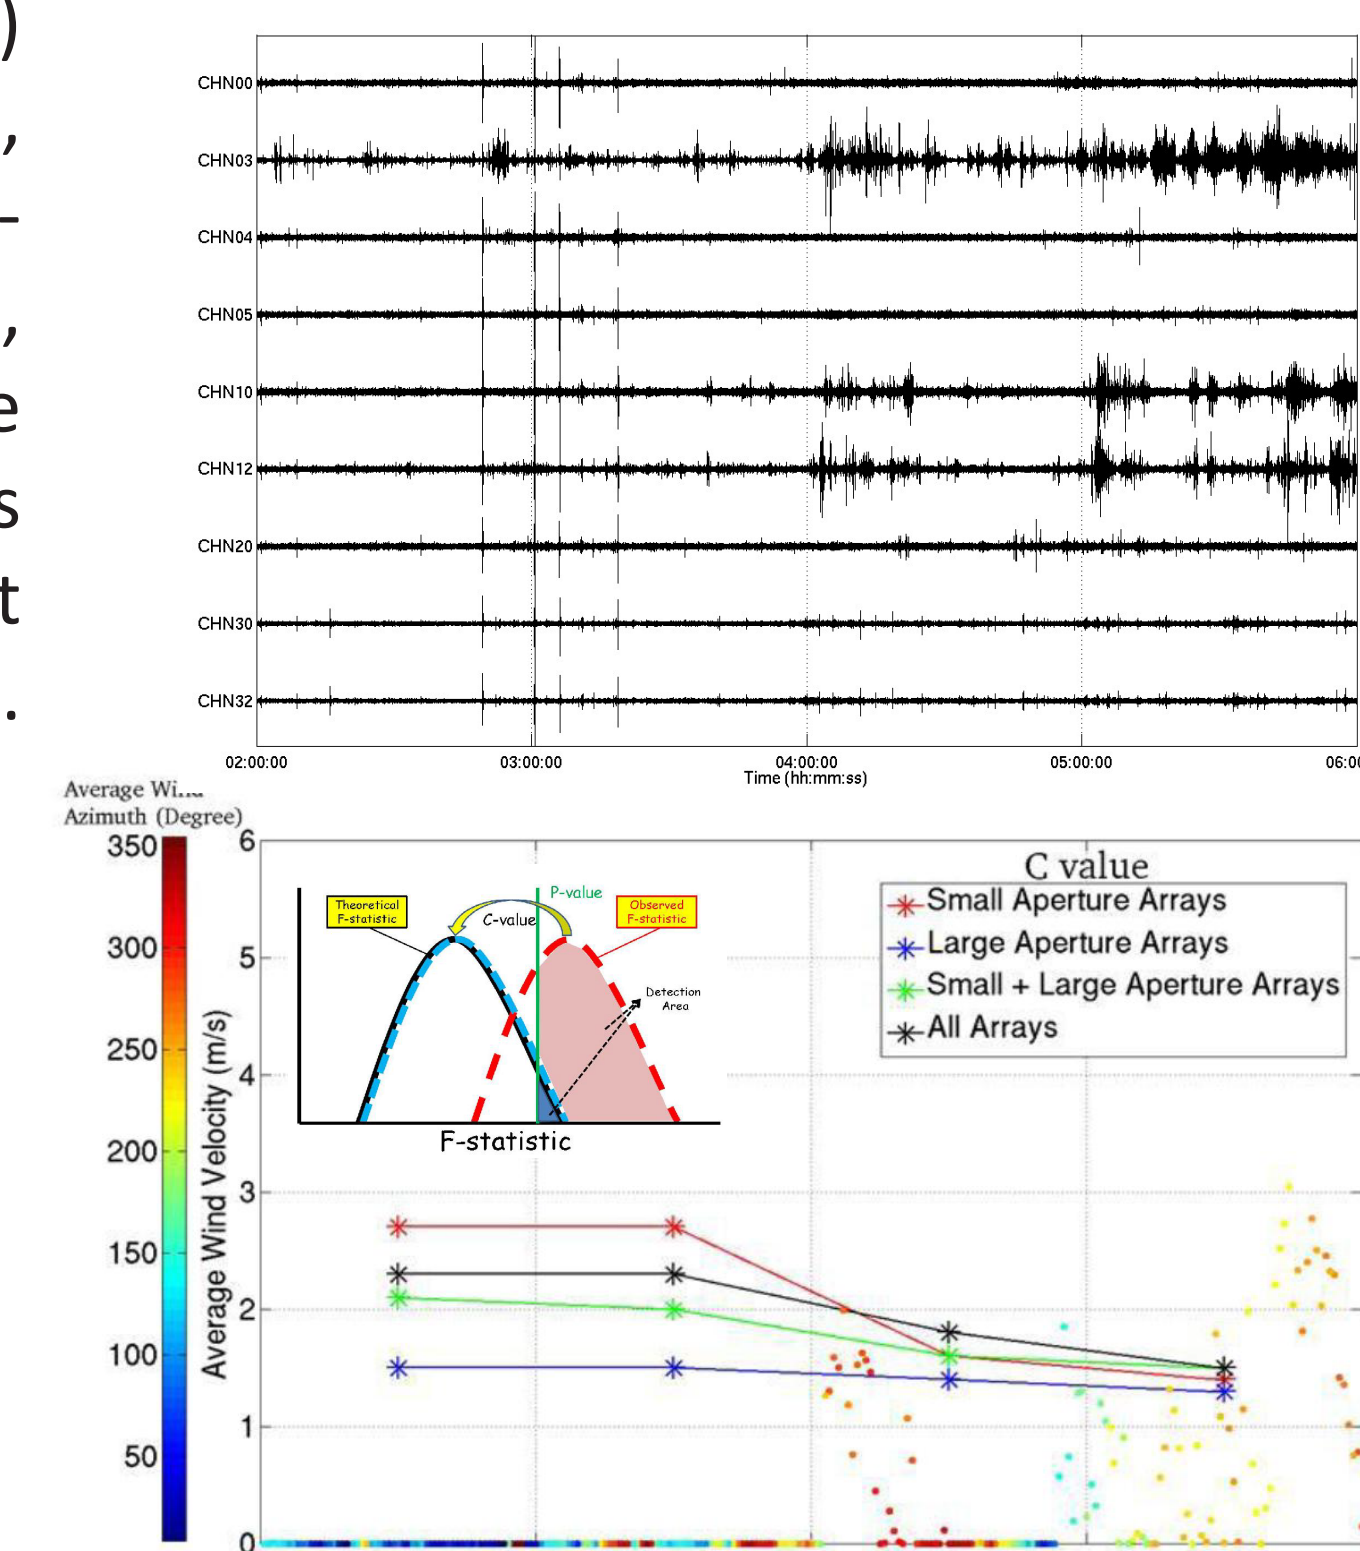 )
,
–
,
e
s
t
.
CHN00
CHN03
CHN04
CHN05
CHN10
CHN12
CHN20
CHN30
CHN32
02:00:00 03:00:00 04:00:00 05:00:00 06:00
Time (hh:mm:ss)
Average
Azimuth (Degree)
350
300
250
200
150
100
50
Average Wind Velocity (m/s)
6
5
4
3
2
1
0
C value
Small Aperture Arrays
Large Aperture Arrays
Small + Large Aperture Arrays
All Arrays
Theoretical
F-statistic
C-value
P-value
Observed
F-statistic
Detection
Area
F-statistic